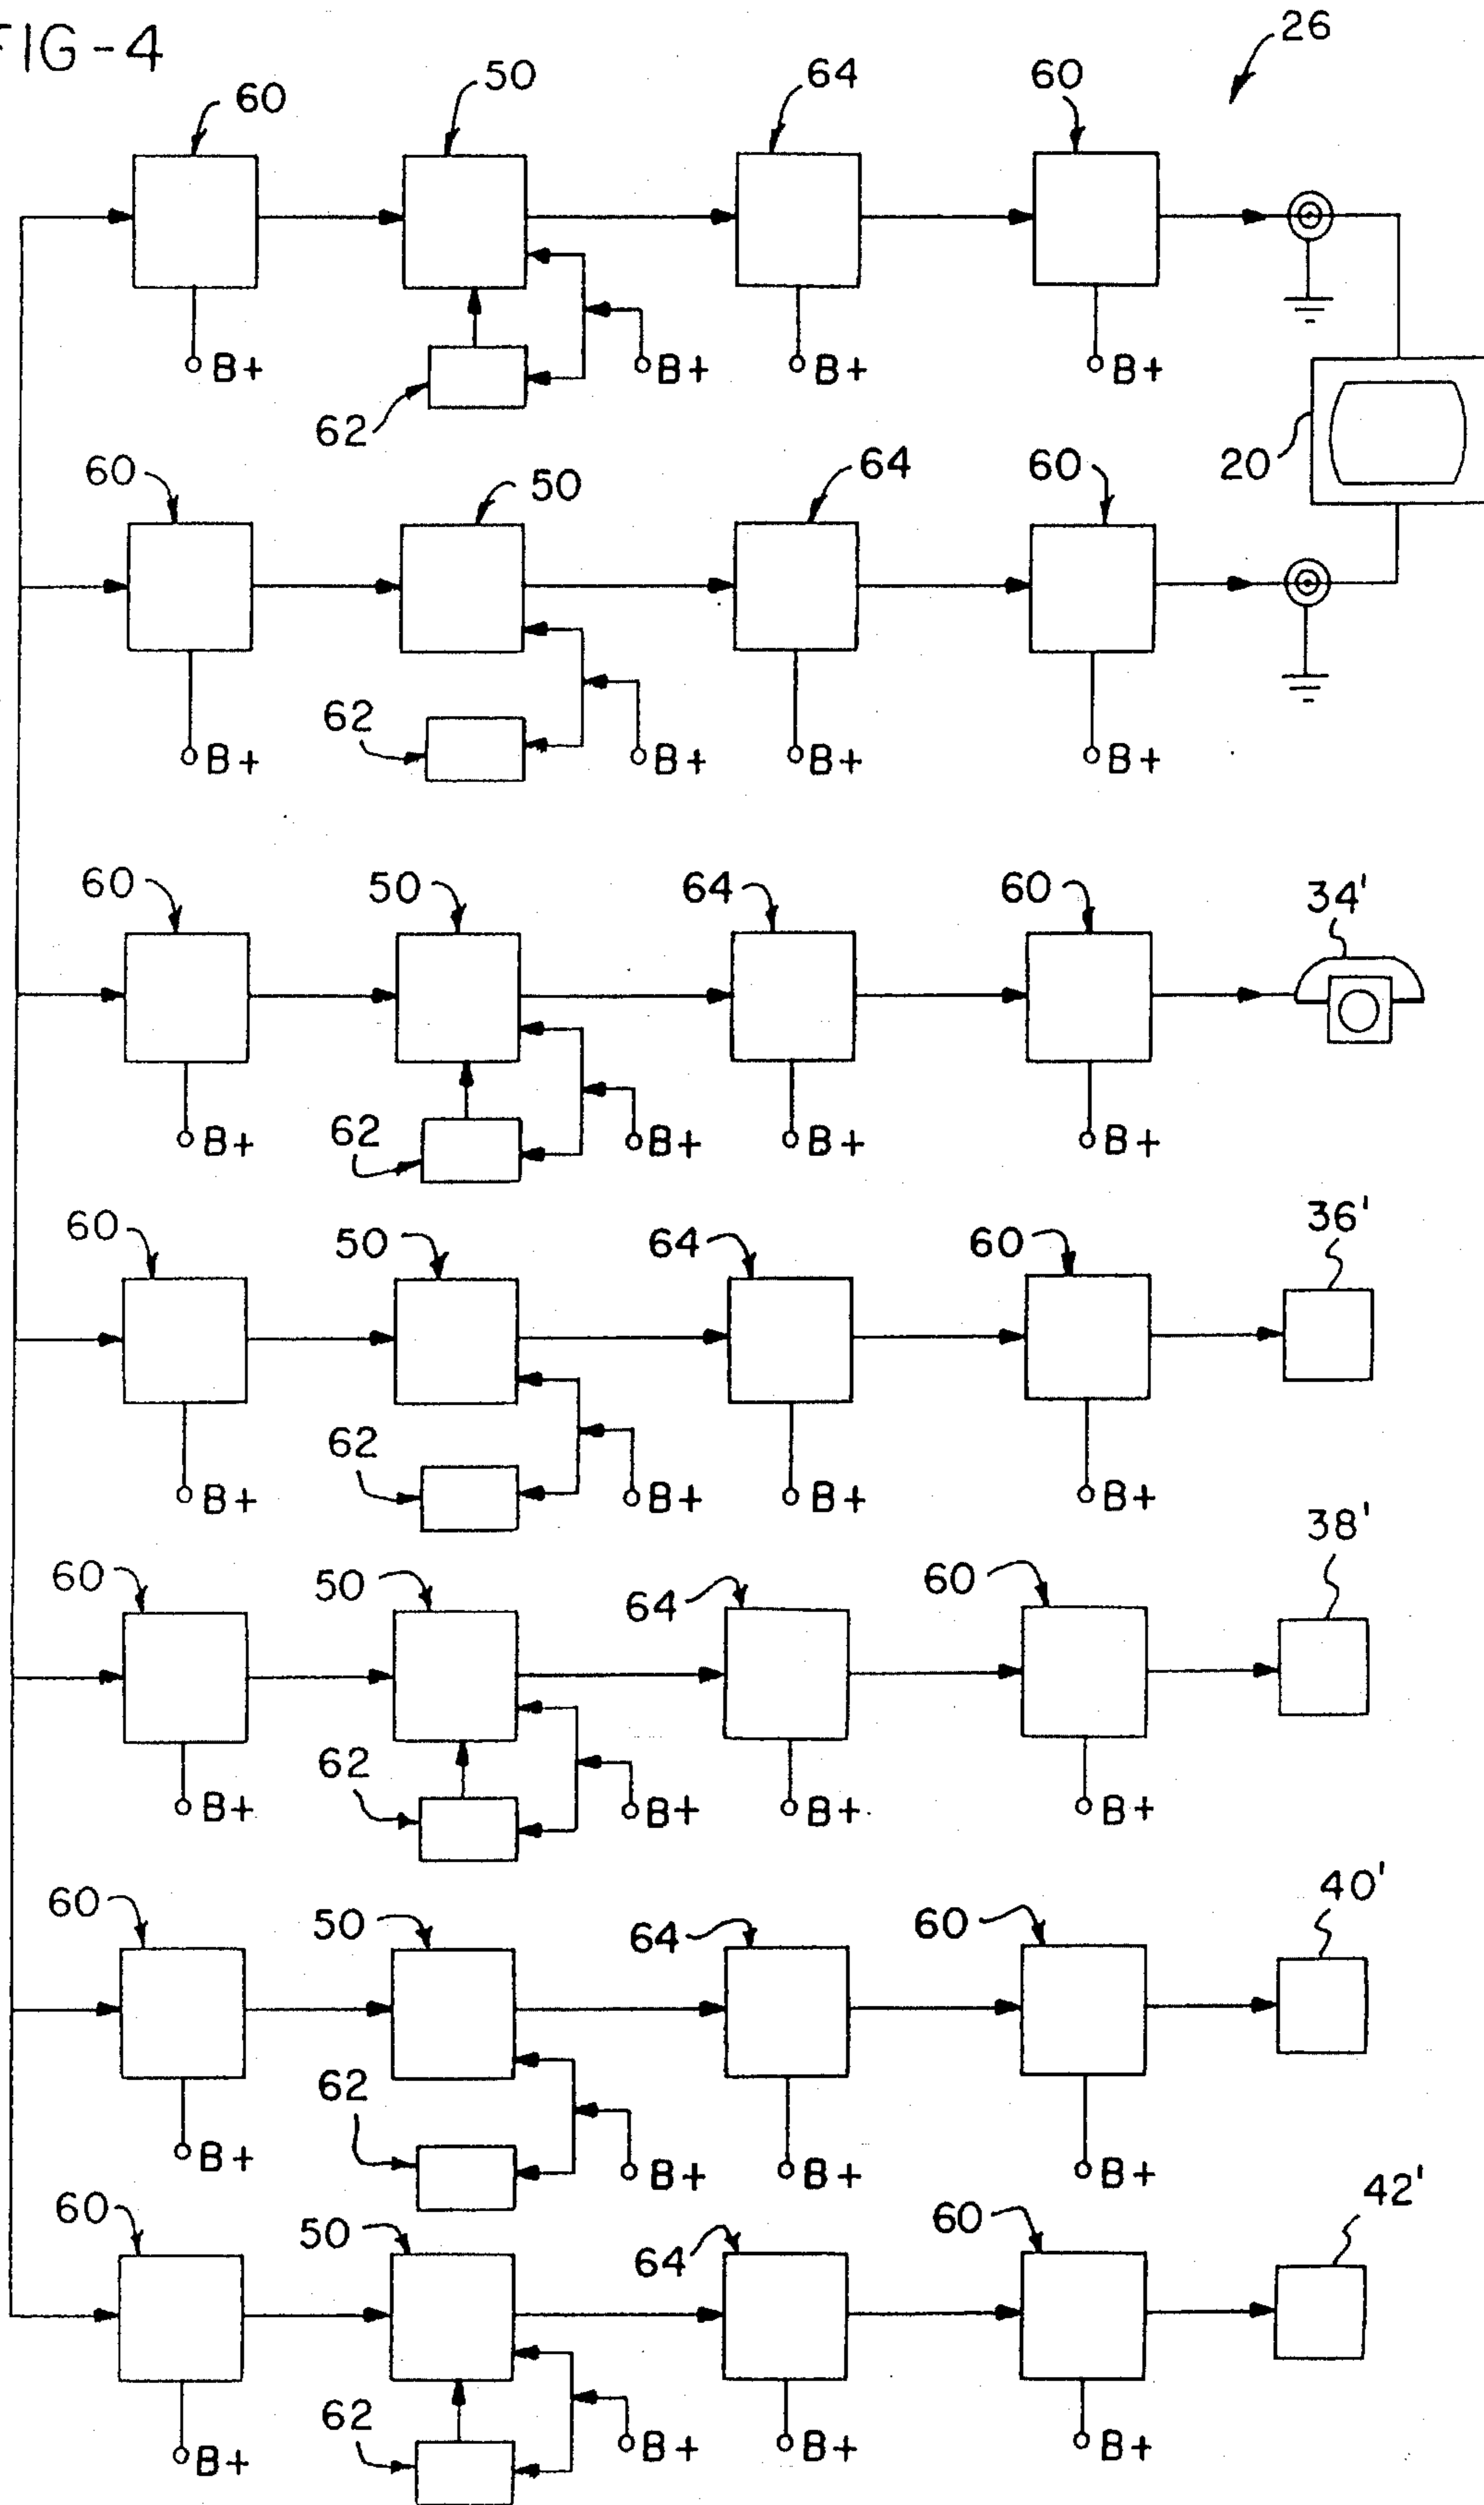 FIG-4
26
60 50 64 60
B+ B+ B+ B+
62
20
60 50 64 60
62
B+ B+ B+ B+
60 50 64 60 34'
62
B+ B+ B+ B+
60 50 64 60 36'
62
B+ B+ B+ B+
38'
60 50 64 60
62
B+ B+ B+ B+
40'
60 50 64 60
62
B+ B+ B+ B+
42'
60 50 64 60
62
B+ B+ B+ B+